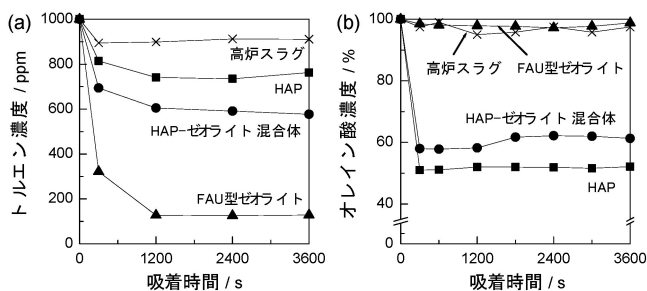 (a)
トルエン濃度 / ppm
1000
800
600
400
200
0
高炉スラグ
HAP
HAP-ゼオライト 混合体
FAU型ゼオライト
0 1200 2400 3600
吸着時間 / s
(b)
オレイン酸濃度 / %
100
80
60
40
0
高炉スラグ
FAU型ゼオライト
HAP-ゼオライト 混合体
HAP
0 1200 2400 3600
吸着時間 / s